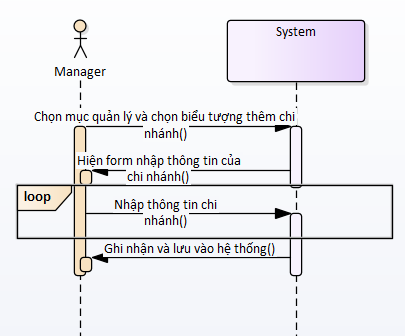 System
Manager
Chọn mục quản lý và chọn biểu tượng thêm chi
nhánh()
Hiện form nhập thông tin của
chi nhánh()
loop
Nhập thông tin chi
nhánh()
Ghi nhận và lưu vào hệ thống()